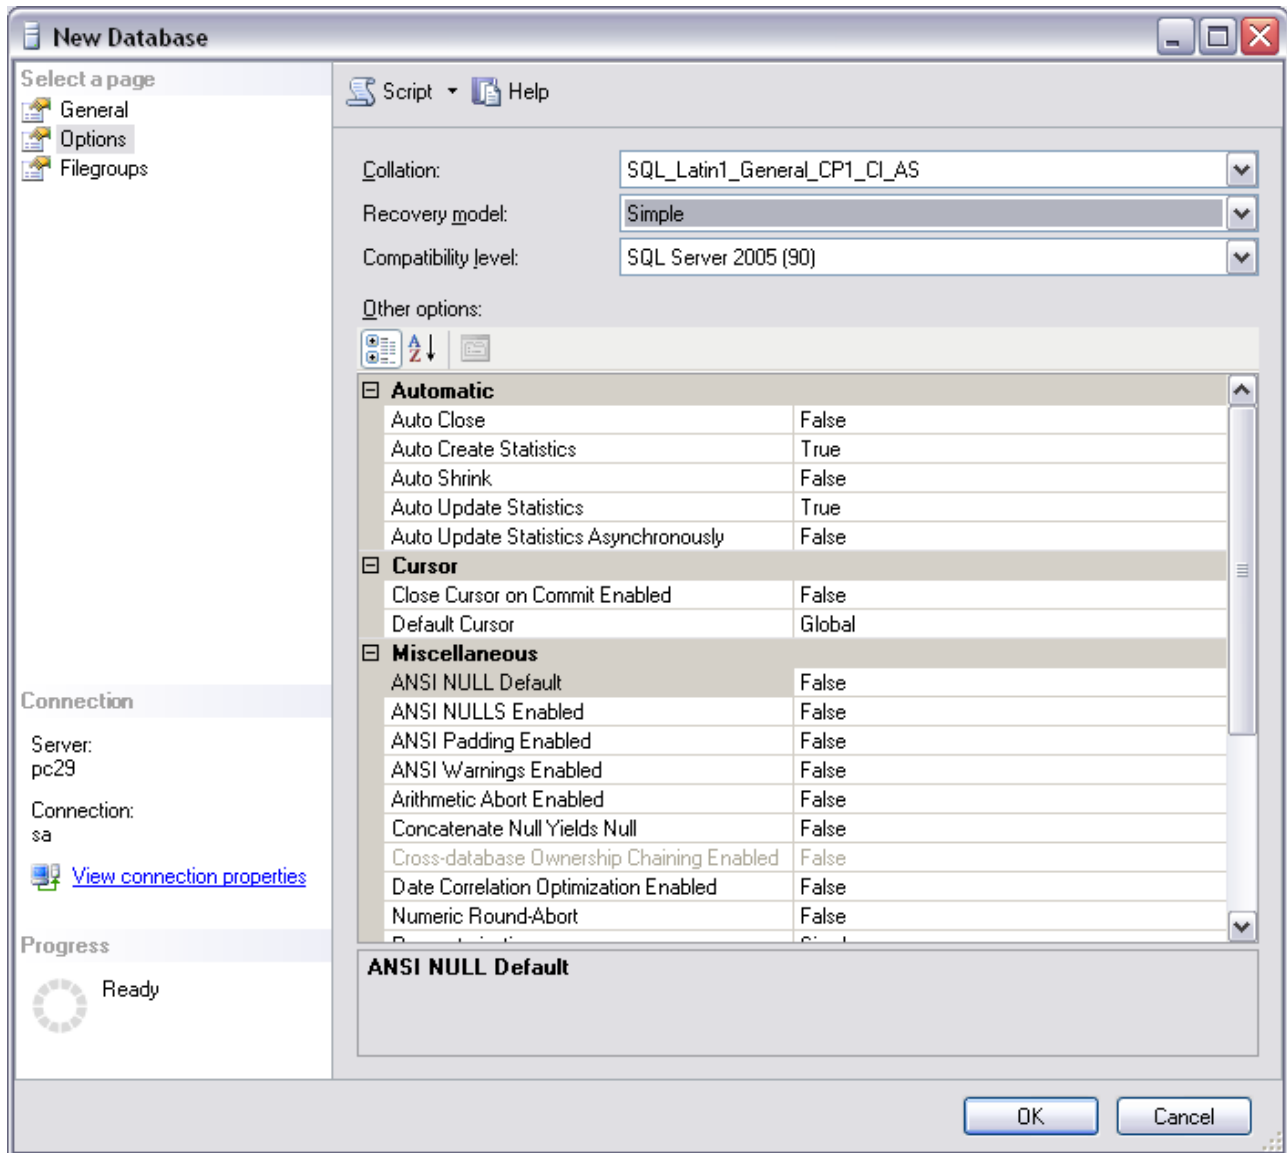 New Database
Select a page
General
Options
Filegroups
Script Help
Collation: SQL_Latin1_General_CP1_CI_AS
Recovery model: Simple
Compatibility level: SQL Server 2005 (90)
Other options:
Automatic
Auto Close False
Auto Create Statistics True
Auto Shrink False
Auto Update Statistics True
Auto Update Statistics Asynchronously False
Cursor
Close Cursor on Commit Enabled False
Default Cursor Global
Miscellaneous
ANSI NULL Default False
ANSI NULLS Enabled False
ANSI Padding Enabled False
ANSI Warnings Enabled False
Arithmetic Abort Enabled False
Concatenate Null Yields Null False
Cross-database Ownership Chaining Enabled False
Date Correlation Optimization Enabled False
Numeric Round-Abort False
ANSI NULL Default
Connection
Server:
pc29
Connection:
sa
View connection properties
Progress
Ready
OK Cancel